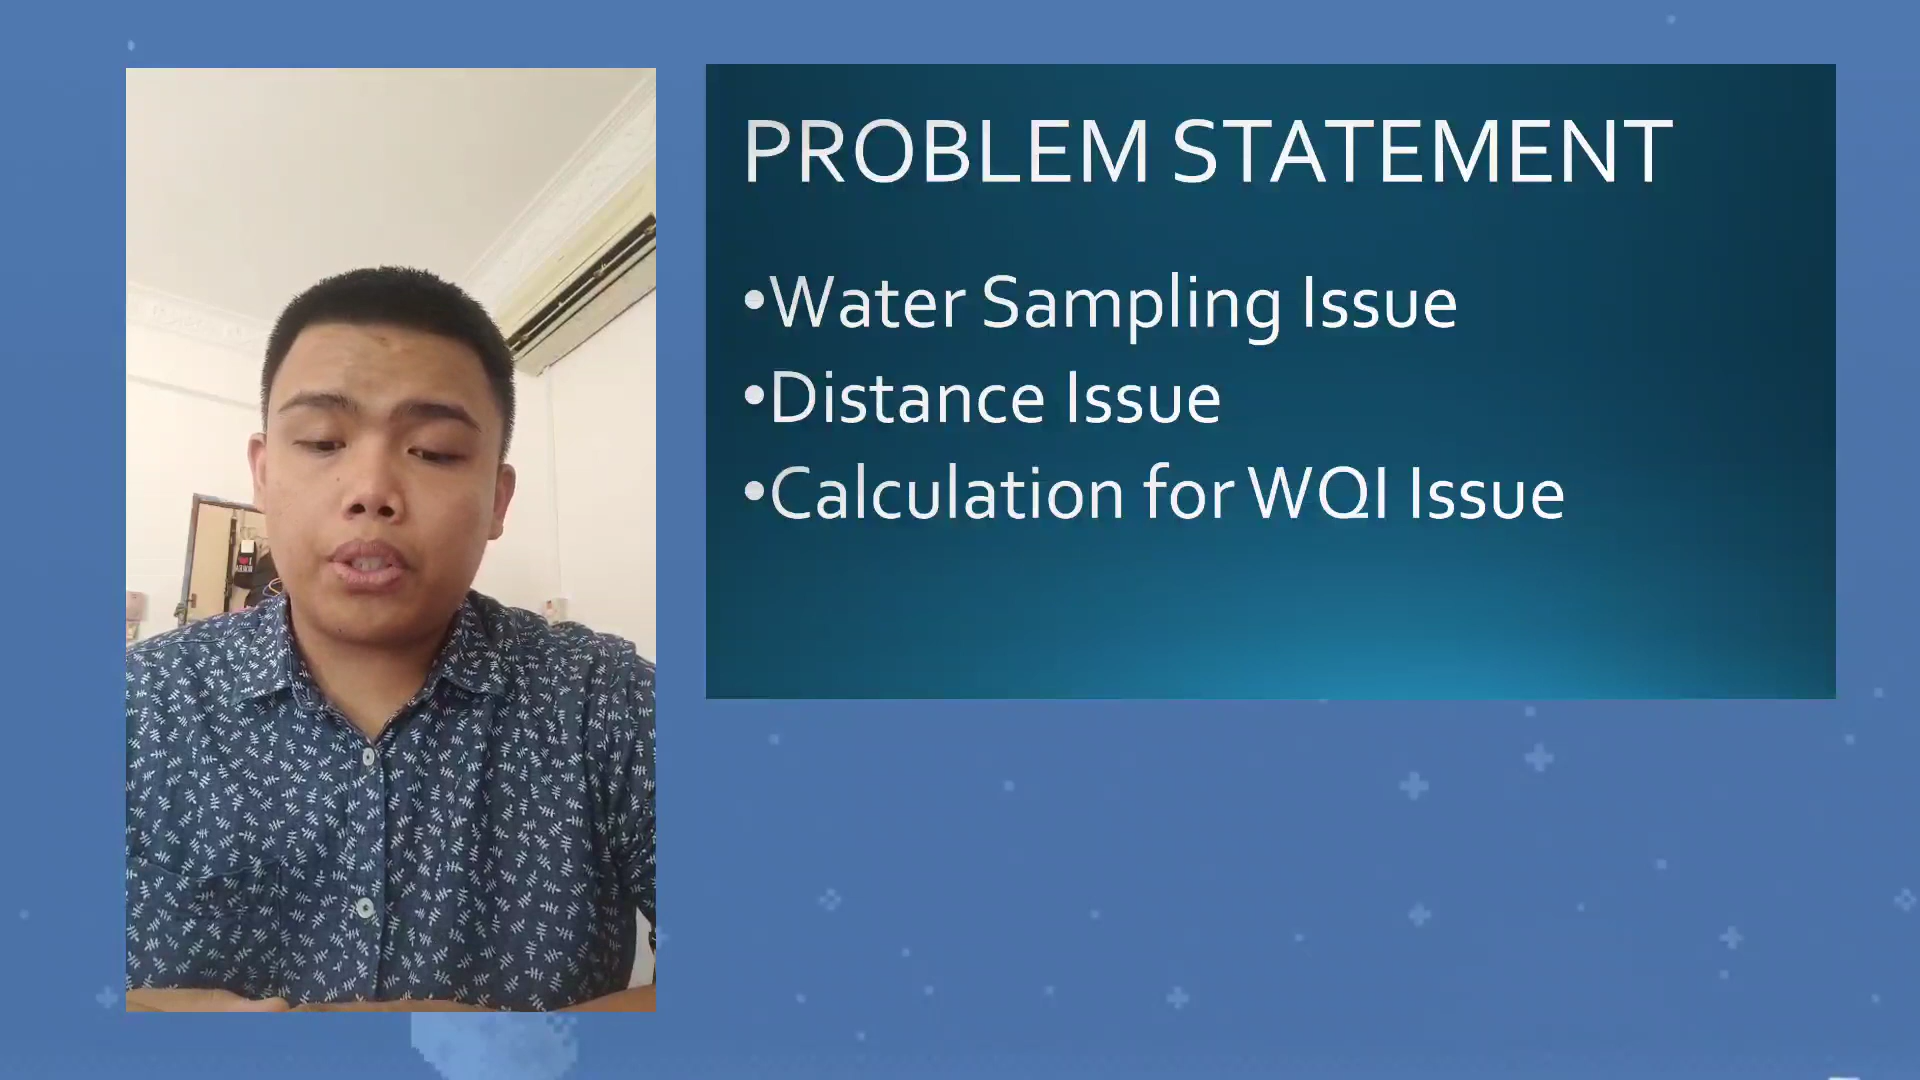 PROBLEM STATEMENT
•Water Sampling Issue
•Distance Issue
•Calculation for WQI Issue